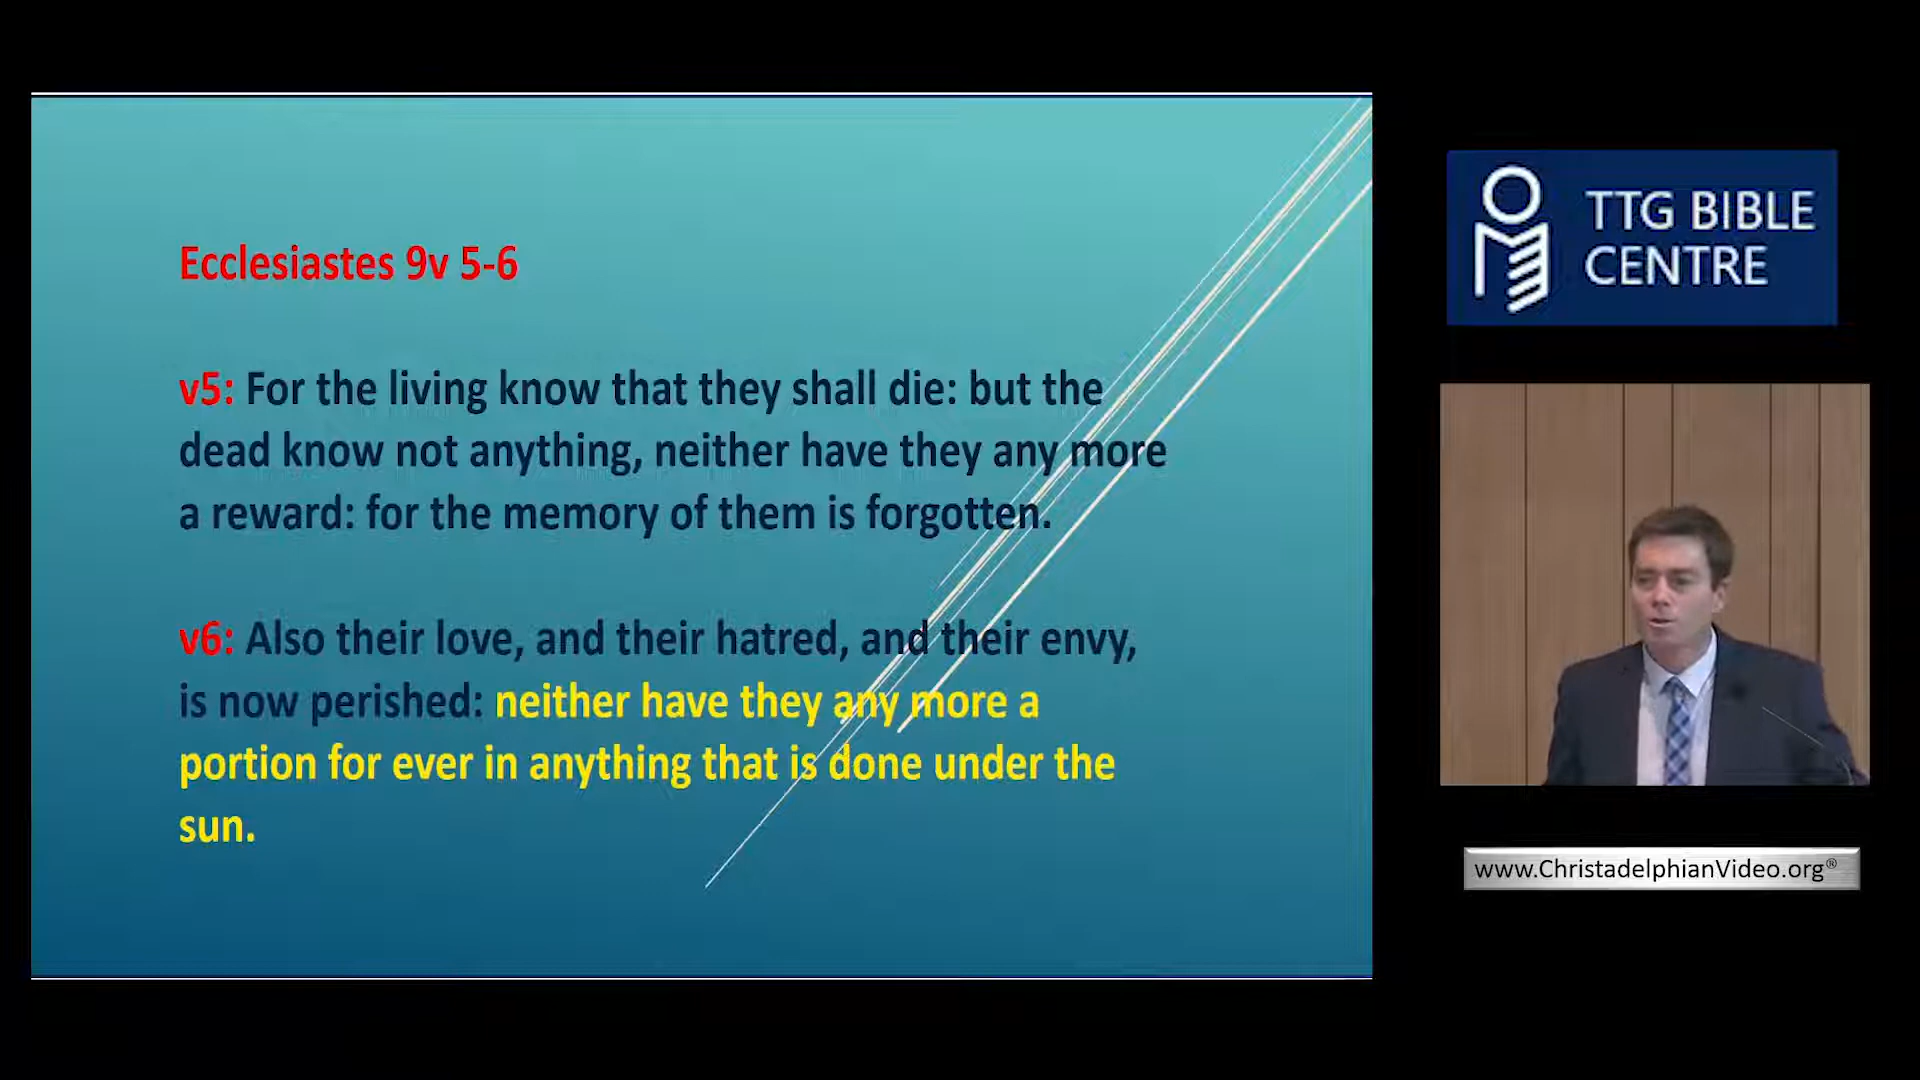 Ecclesiastes 9v 5-6
v5: For the living know that they shall die: but the
dead know not anything, neither have they any more
a reward: for the memory of them is forgotten.
v6: Also their love, and their hatred, and their envy,
is now perished: neither have they any more a
portion for ever in anything that is done under the
sun.
TTG BIBLE
CENTRE
www.ChristadelphianVideo.org®